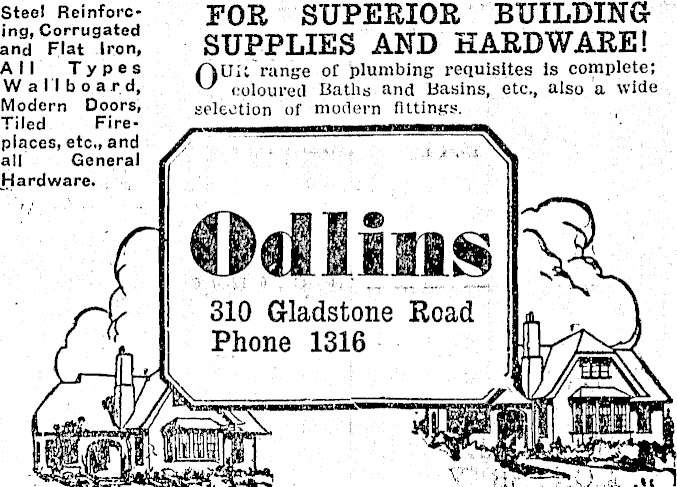 Steel Reinforc-
ing, Corrugated
and Flat Iron,
All Types
Wallboard,
Modern Doors,
Tiled Fire-
places, etc., and
all General
Hardware.
FOR SUPERIOR BUILDING
SUPPLIES AND HARDWARE!
OUR range of plumbing requisites is complete;
coloured Baths and Basins, etc., also a wide
selection of modern fittings.
Odlins
310 Gladstone Road
Phone 1316